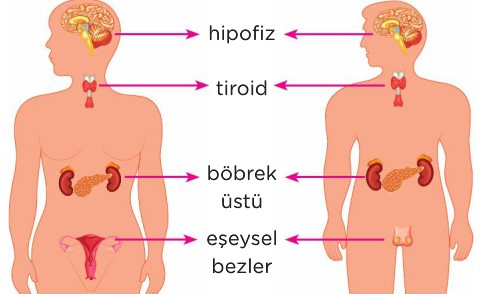 hipofiz
tiroid
böbrek
üstü
eşeysel
bezler